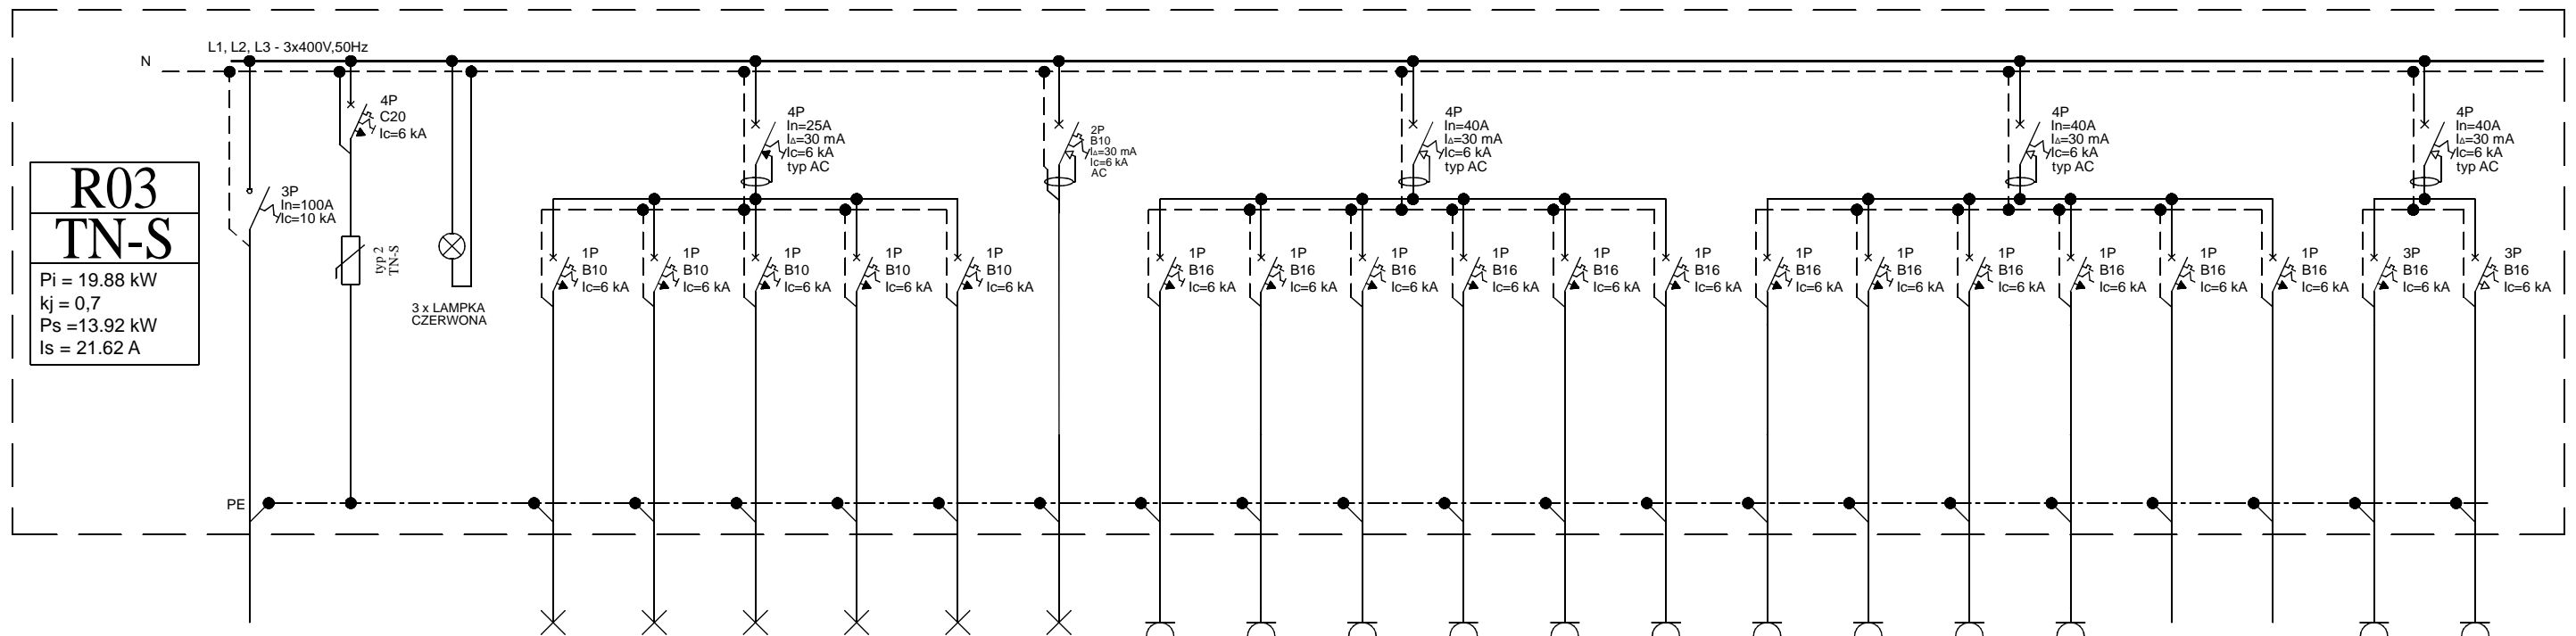 L1, L2, L3 - 3x400V,50Hz
N
4P
C20
Ic=6 kA
4P
In=25A
I∆=30 mA
Ic=6 kA
typ AC
2P
B10
I∆=30 mA
Ic=6 kA
AC
4P
In=40A
I∆=30 mA
Ic=6 kA
typ AC
4P
In=40A
I∆=30 mA
Ic=6 kA
typ AC
4P
In=40A
I∆=30 mA
Ic=6 kA
typ AC
R03
TN-S
Pi = 19.88 kW
kj = 0,7
Ps =13.92 kW
Is = 21.62 A
3P
In=100A
Ic=10 kA
typ 2
TN-S
3 x LAMPKA
CZERWONA
1P
B10
Ic=6 kA
1P
B10
Ic=6 kA
1P
B10
Ic=6 kA
1P
B10
Ic=6 kA
1P
B10
Ic=6 kA
1P
B16
Ic=6 kA
1P
B16
Ic=6 kA
1P
B16
Ic=6 kA
1P
B16
Ic=6 kA
1P
B16
Ic=6 kA
1P
B16
Ic=6 kA
1P
B16
Ic=6 kA
1P
B16
Ic=6 kA
1P
B16
Ic=6 kA
1P
B16
Ic=6 kA
1P
B16
Ic=6 kA
1P
B16
Ic=6 kA
3P
B16
Ic=6 kA
3P
B16
Ic=6 kA
PE